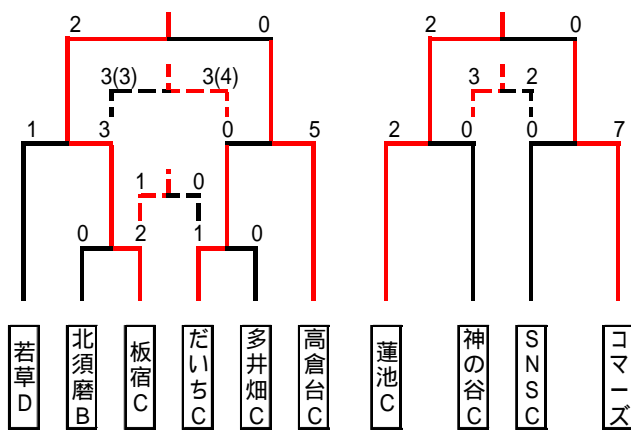 2 0 2 0
3(3) 3(4) 3 2
1 3 0 5 2 0 0 7
1 0
0 2 1 0
若草D
北須磨B
板宿C
だいちC
多井畑C
高倉台C
蓮池C
神の谷C
SNSC
コマーズ